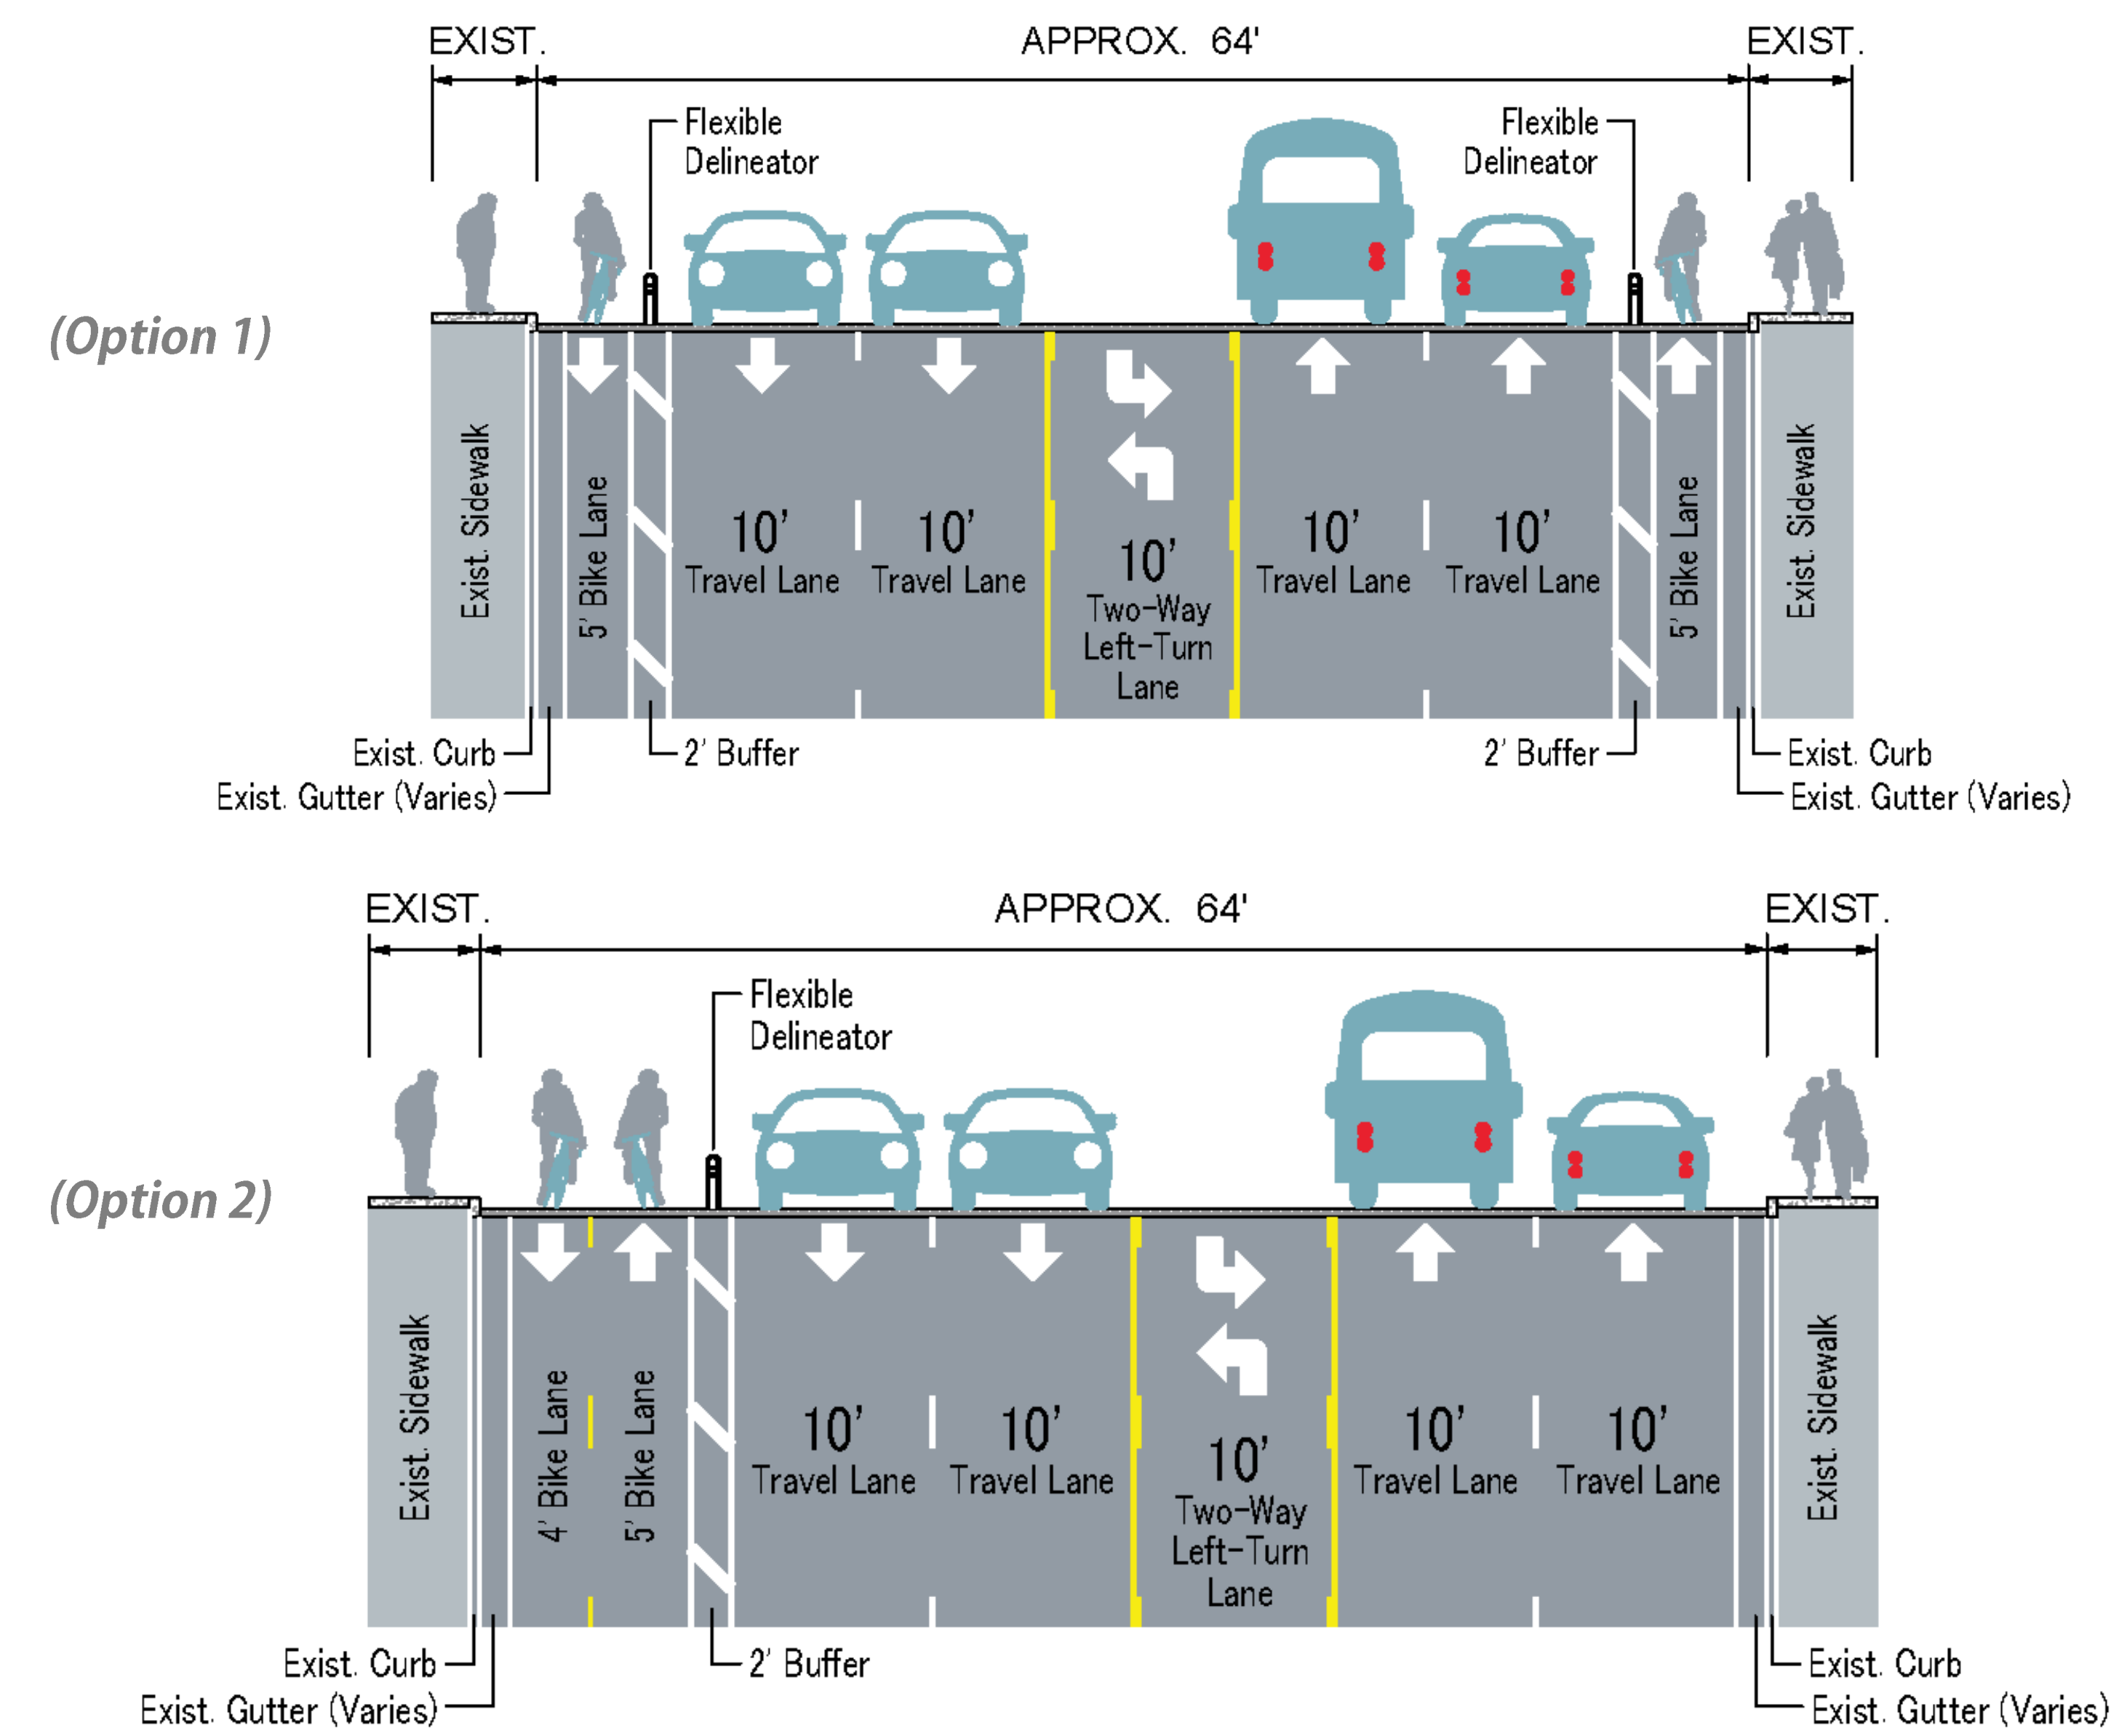 EXIST.
APPROX. 64'
EXIST.
Flexible
Delineator
Flexible
Delineator
(Option 1)
Exist. Sidewalk
5' Bike Lane
10'
Travel Lane
10'
Travel Lane
10'
Two-Way
Left-Turn
Lane
10'
Travel Lane
10'
Travel Lane
5' Bike Lane
Exist. Sidewalk
Exist. Curb
Exist. Gutter (Varies)
2' Buffer
2' Buffer
Exist. Curb
Exist. Gutter (Varies)
EXIST.
APPROX. 64'
EXIST.
Flexible
Delineator
(Option 2)
Exist. Sidewalk
4' Bike Lane
5' Bike Lane
10'
Travel Lane
10'
Travel Lane
10'
Two-Way
Left-Turn
Lane
10'
Travel Lane
10'
Travel Lane
Exist. Sidewalk
Exist. Curb
Exist. Gutter (Varies)
2' Buffer
Exist. Curb
Exist. Gutter (Varies)